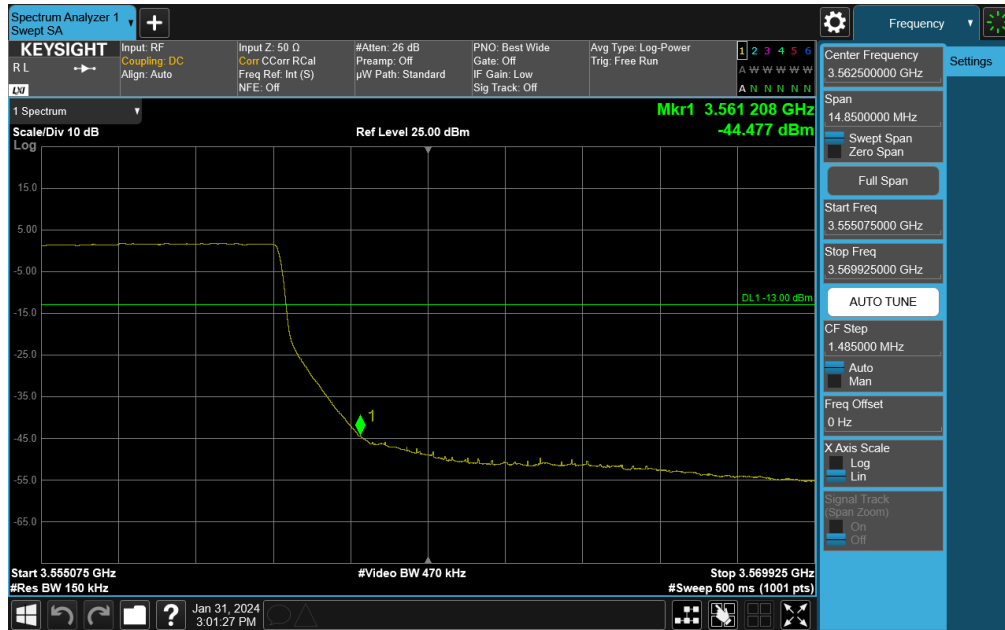 Spectrum Analyzer 1
Swept SA
Frequency
Settings
KEYSIGHT
R L
LXI
Input: RF
Coupling: DC
Align: Auto
Input Z: 50 Ω
Corr CCorr RCal
Freq Ref: Int (S)
NFE: Off
#Atten: 26 dB
Preamp: Off
µW Path: Standard
PNO: Best Wide
Gate: Off
IF Gain: Low
Sig Track: Off
Avg Type: Log-Power
Trig: Free Run
1 2 3 4 5 6
A W W W W W
A N N N N N
1 Spectrum
Scale/Div 10 dB
Log
Ref Level 25.00 dBm
Mkr1 3.561 208 GHz
-44.477 dBm
15.0
5.00
-5.00
-15.0
-25.0
-35.0
-45.0
-55.0
-65.0
DL1 -13.00 dBm
1
Start 3.555075 GHz
#Res BW 150 kHz
#Video BW 470 kHz
Stop 3.569925 GHz
#Sweep 500 ms (1001 pts)
Center Frequency
3.562500000 GHz
Span
14.8500000 MHz
Swept Span
Zero Span
Full Span
Start Freq
3.555075000 GHz
Stop Freq
3.569925000 GHz
AUTO TUNE
CF Step
1.485000 MHz
Auto
Man
Freq Offset
0 Hz
X Axis Scale
Log
Lin
Signal Track
(Span Zoom)
On
Off
?
Jan 31, 2024
3:01:27 PM